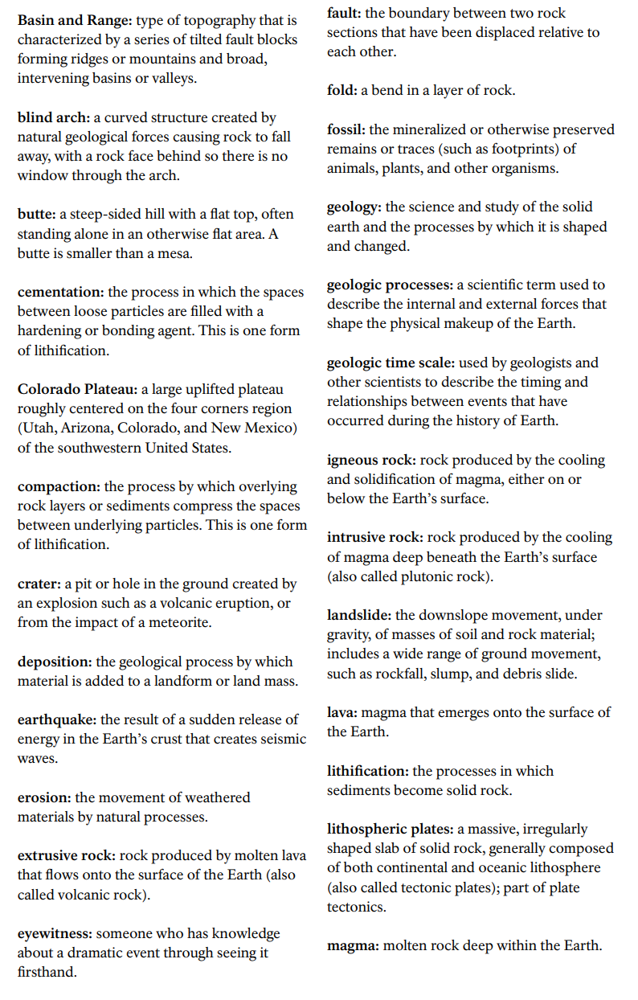 Basin and Range: type of topography that is
characterized by a series of tilted fault blocks
forming ridges or mountains and broad,
intervening basins or valleys.
blind arch: a curved structure created by
natural geological forces causing rock to fall
away, with a rock face behind so there is no
window through the arch.
butte: a steep-sided hill with a flat top, often
standing alone in an otherwise flat area. A
butte is smaller than a mesa.
cementation: the process in which the spaces
between loose particles are filled with a
hardening or bonding agent. This is one form
of lithification.
Colorado Plateau: a large uplifted plateau
roughly centered on the four corners region
(Utah, Arizona, Colorado, and New Mexico)
of the southwestern United States.
compaction: the process by which overlying
rock layers or sediments compress the spaces
between underlying particles. This is one form
of lithification.
crater: a pit or hole in the ground created by
an explosion such as a volcanic eruption, or
from the impact of a meteorite.
deposition: the geological process by which
material is added to a landform or land mass.
earthquake: the result of a sudden release of
energy in the Earth's crust that creates seismic
waves.
erosion: the movement of weathered
materials by natural processes.
extrusive rock: rock produced by molten lava
that flows onto the surface of the Earth (also
called volcanic rock).
eyewitness: someone who has knowledge
about a dramatic event through seeing it
firsthand.
fault: the boundary between two rock
sections that have been displaced relative to
each other.
fold: a bend in a layer of rock.
fossil: the mineralized or otherwise preserved
remains or traces (such as footprints) of
animals, plants, and other organisms.
geology: the science and study of the solid
earth and the processes by which it is shaped
and changed.
geologic processes: a scientific term used to
describe the internal and external forces that
shape the physical makeup of the Earth.
geologic time scale: used by geologists and
other scientists to describe the timing and
relationships between events that have
occurred during the history of Earth.
igneous rock: rock produced by the cooling
and solidification of magma, either on or
below the Earth's surface.
intrusive rock: rock produced by the cooling
of magma deep beneath the Earth's surface
(also called plutonic rock).
landslide: the downslope movement, under
gravity, of masses of soil and rock material;
includes a wide range of ground movement,
such as rockfall, slump, and debris slide.
lava: magma that emerges onto the surface of
the Earth.
lithification: the processes in which
sediments become solid rock.
lithospheric plates: a massive, irregularly
shaped slab of solid rock, generally composed
of both continental and oceanic lithosphere
(also called tectonic plates); part of plate
tectonics.
magma: molten rock deep within the Earth.